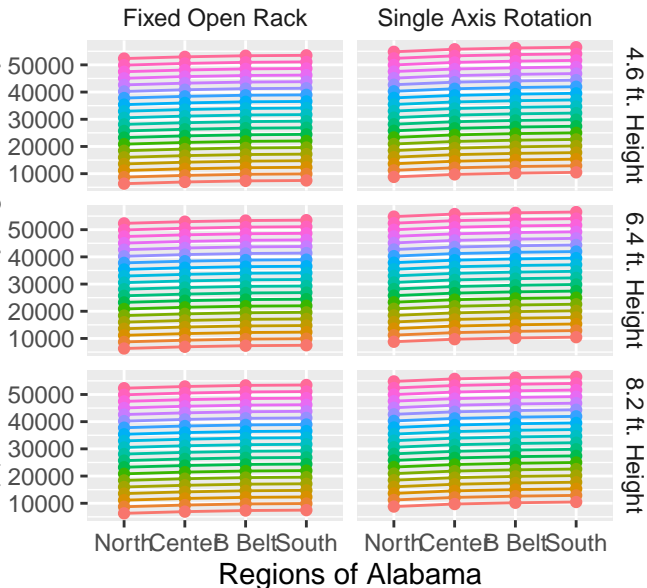 Fixed Open Rack
Single Axis Rotation
50000
40000
30000
20000
10000
4.6 ft. Height
50000
40000
30000
20000
10000
6.4 ft. Height
50000
40000
30000
20000
10000
8.2 ft. Height
North Center B Belt South
North Center B Belt South
Regions of Alabama